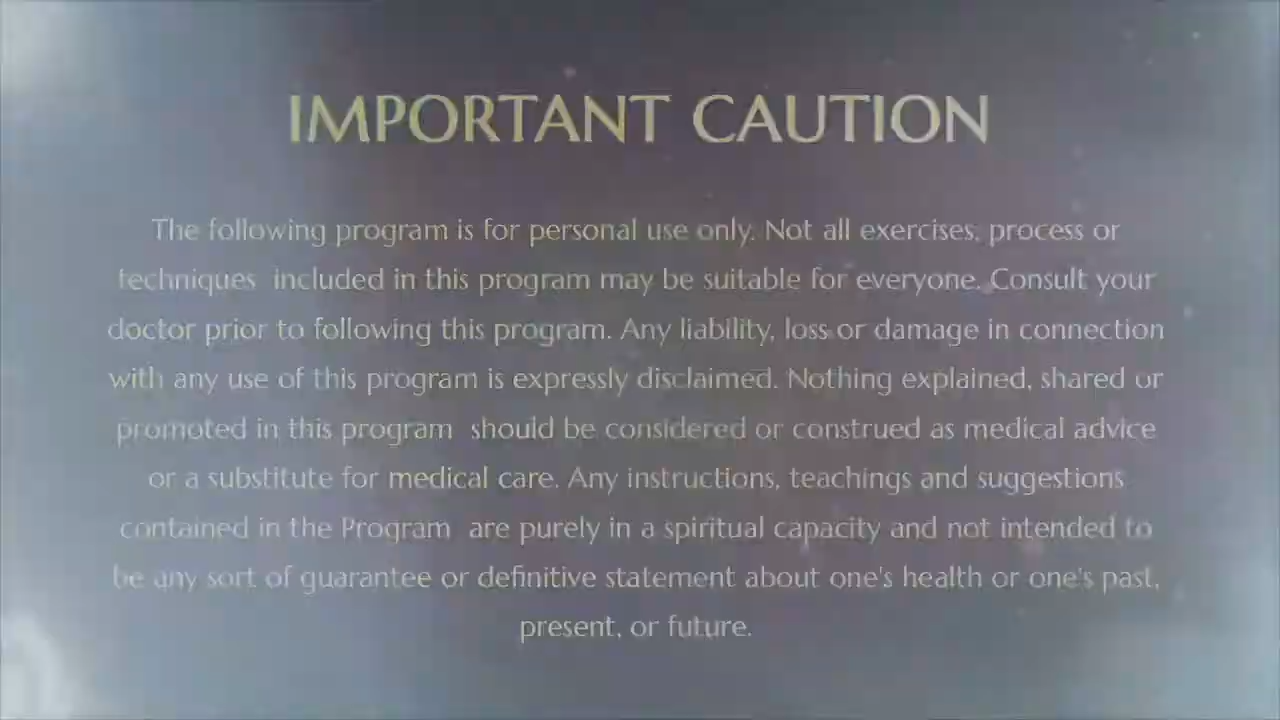 IMPORTANT CAUTION
The following program is for personal use only. Not all exercises, process or
techniques included in this program may be suitable for everyone. Consult your
doctor prior to following this program. Any liability, loss or damage in connection
with any use of this program is expressly disclaimed. Nothing explained, shared or
promoted in this program should be considered or construed as medical advice
or a substitute for medical care. Any instructions, teachings and suggestions
contained in the Program are purely in a spiritual capacity and not intended to
be any sort of guarantee or definitive statement about one's health or one's past,
present, or future.